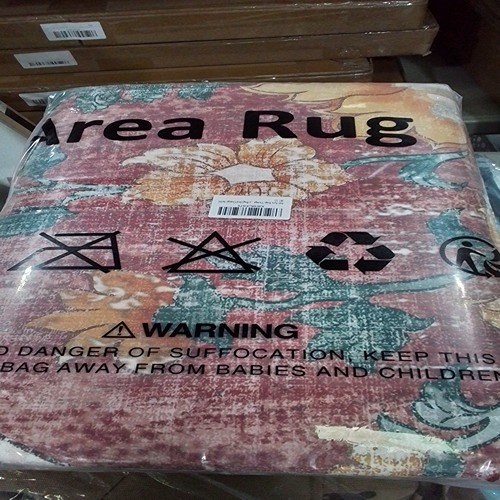 Area Rug
WARNING
O DANGER OF SUFFOCATION, KEEP THIS
BAG AWAY FROM BABIES AND CHILDREN